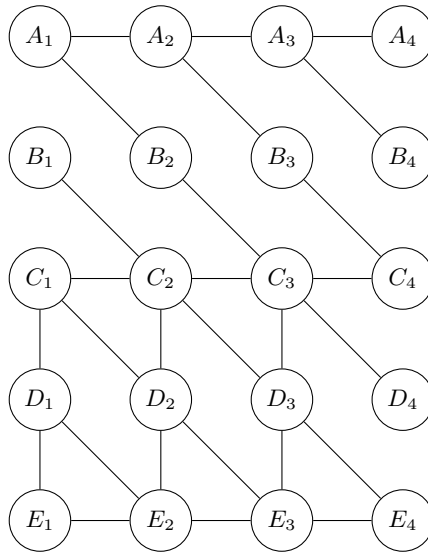 A₁ A₂ A₃ A₄
B₁ B₂ B₃ B₄
C₁ C₂ C₃ C₄
D₁ D₂ D₃ D₄
E₁ E₂ E₃ E₄